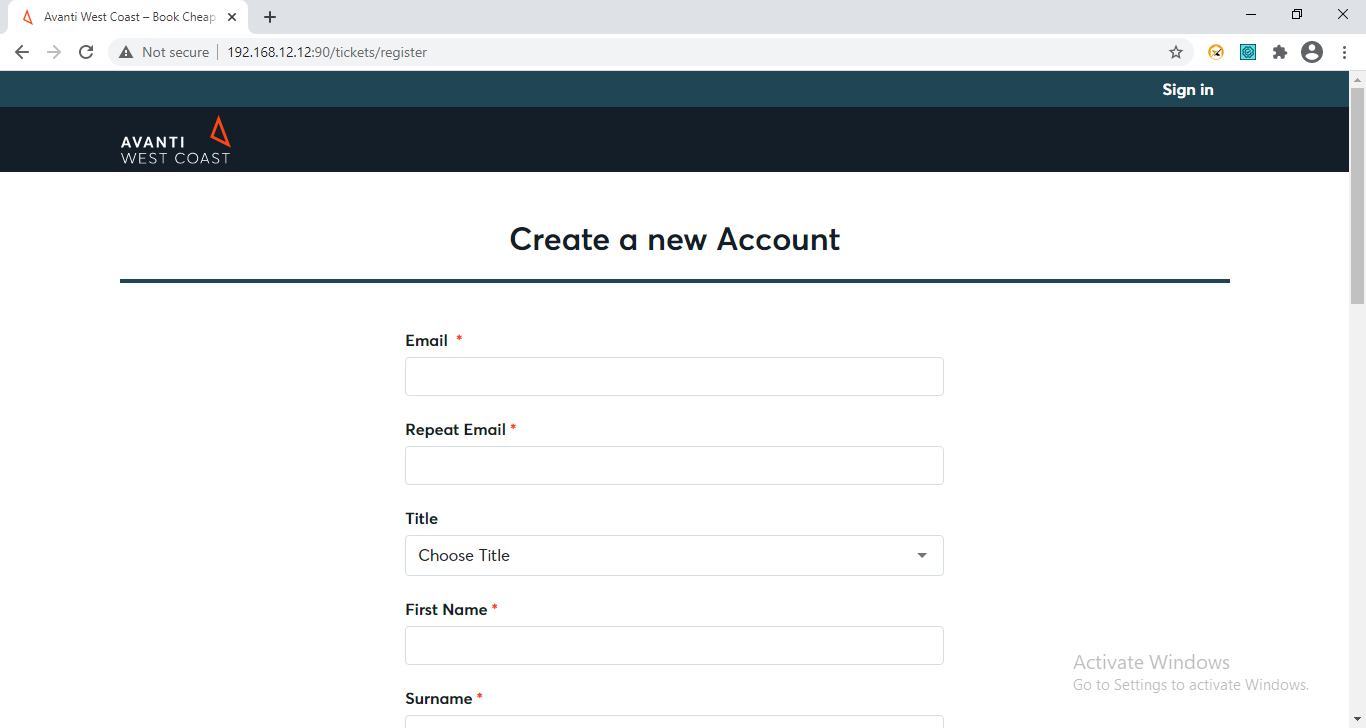 Avanti West Coast – Book Cheap
Not secure
192.168.12.12:90/tickets/register
Sign in
AVANTI
WEST COAST
Create a new Account
Email *
Repeat Email *
Title
Choose Title
First Name *
Surname *
Activate Windows
Go to Settings to activate Windows.